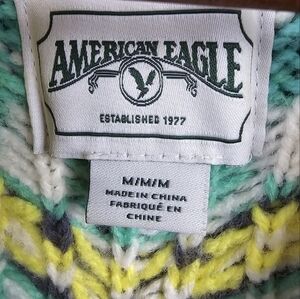 AMERICAN EAGLE
ESTABLISHED 1977
M/M/M
MADE IN CHINA
FABRIQUÉ EN
CHINE